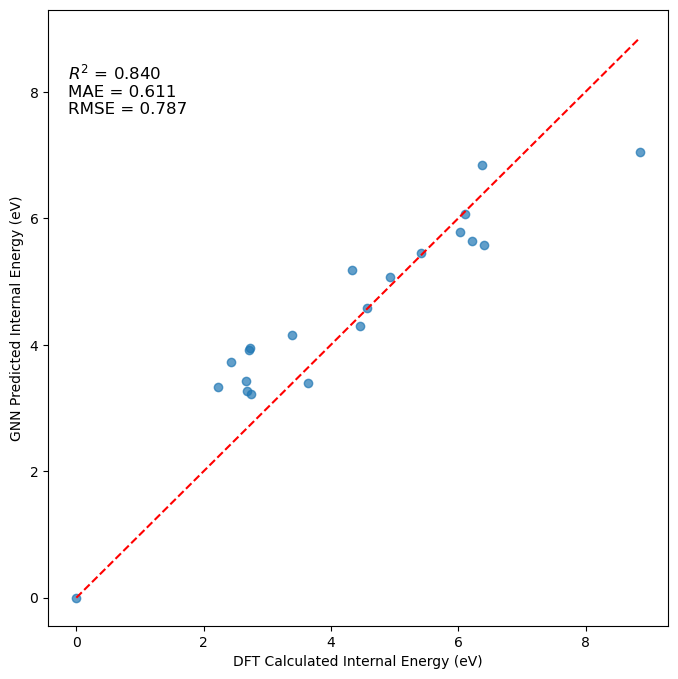 R² = 0.840
MAE = 0.611
RMSE = 0.787
GNN Predicted Internal Energy (eV)
8
6
4
2
0
0 2 4 6 8
DFT Calculated Internal Energy (eV)